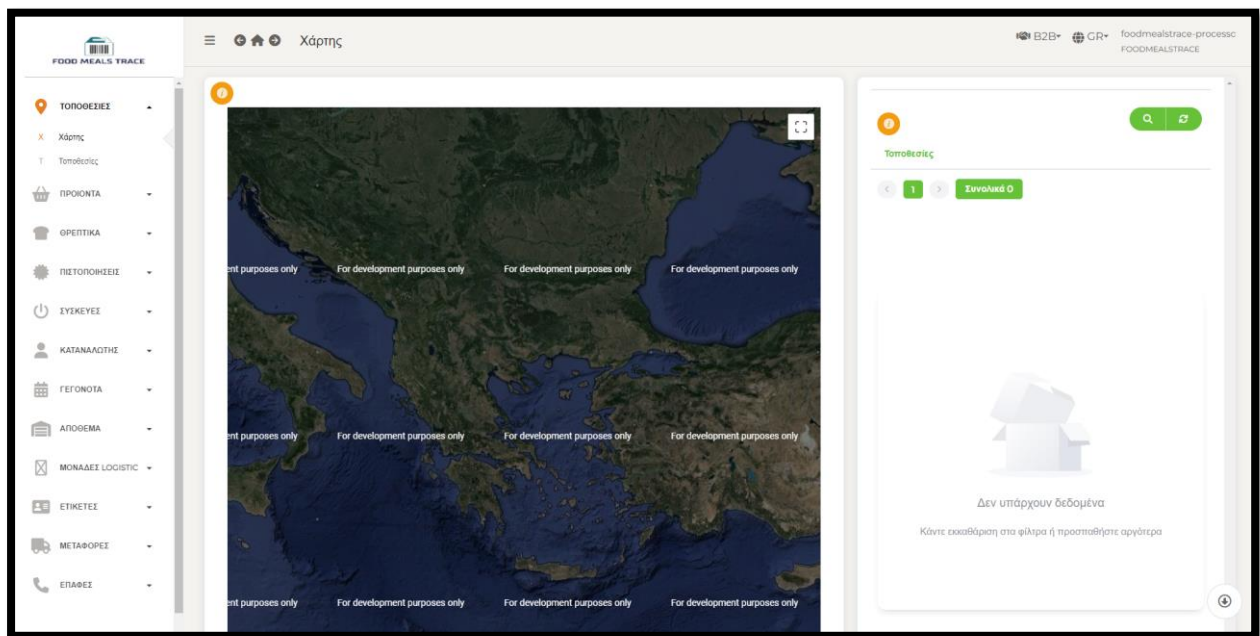 FOOD MEALS TRACE
Χάρτης
B2B
GR
foodmealstrace-processo
FOODMEALSTRACE
ΤΟΠΟΘΕΣΙΕΣ
Χ Χάρτης
Τ Τοποθεσίες
ΠΡΟΙΟΝΤΑ
ΘΡΕΠΤΙΚΑ
ΠΙΣΤΟΠΟΙΗΣΕΙΣ
ΣΥΣΚΕΥΕΣ
ΚΑΤΑΝΑΛΩΤΗΣ
ΓΕΓΟΝΟΤΑ
ΑΠΟΘΕΜΑ
ΜΟΝΑΔΕΣ LOGISTIC
ΕΤΙΚΕΤΕΣ
ΜΕΤΑΦΟΡΕΣ
ΕΠΑΦΕΣ
ent purposes only For development purposes only For development purposes only For development purposes only
ent purposes only For development purposes only For development purposes only For development purposes only
ent purposes only For development purposes only For development purposes only For development purposes only
Τοποθεσίες
1 Συνολικά 0
Δεν υπάρχουν δεδομένα
Κάντε εκκαθάριση στα φίλτρα ή προσπαθήστε αργότερα